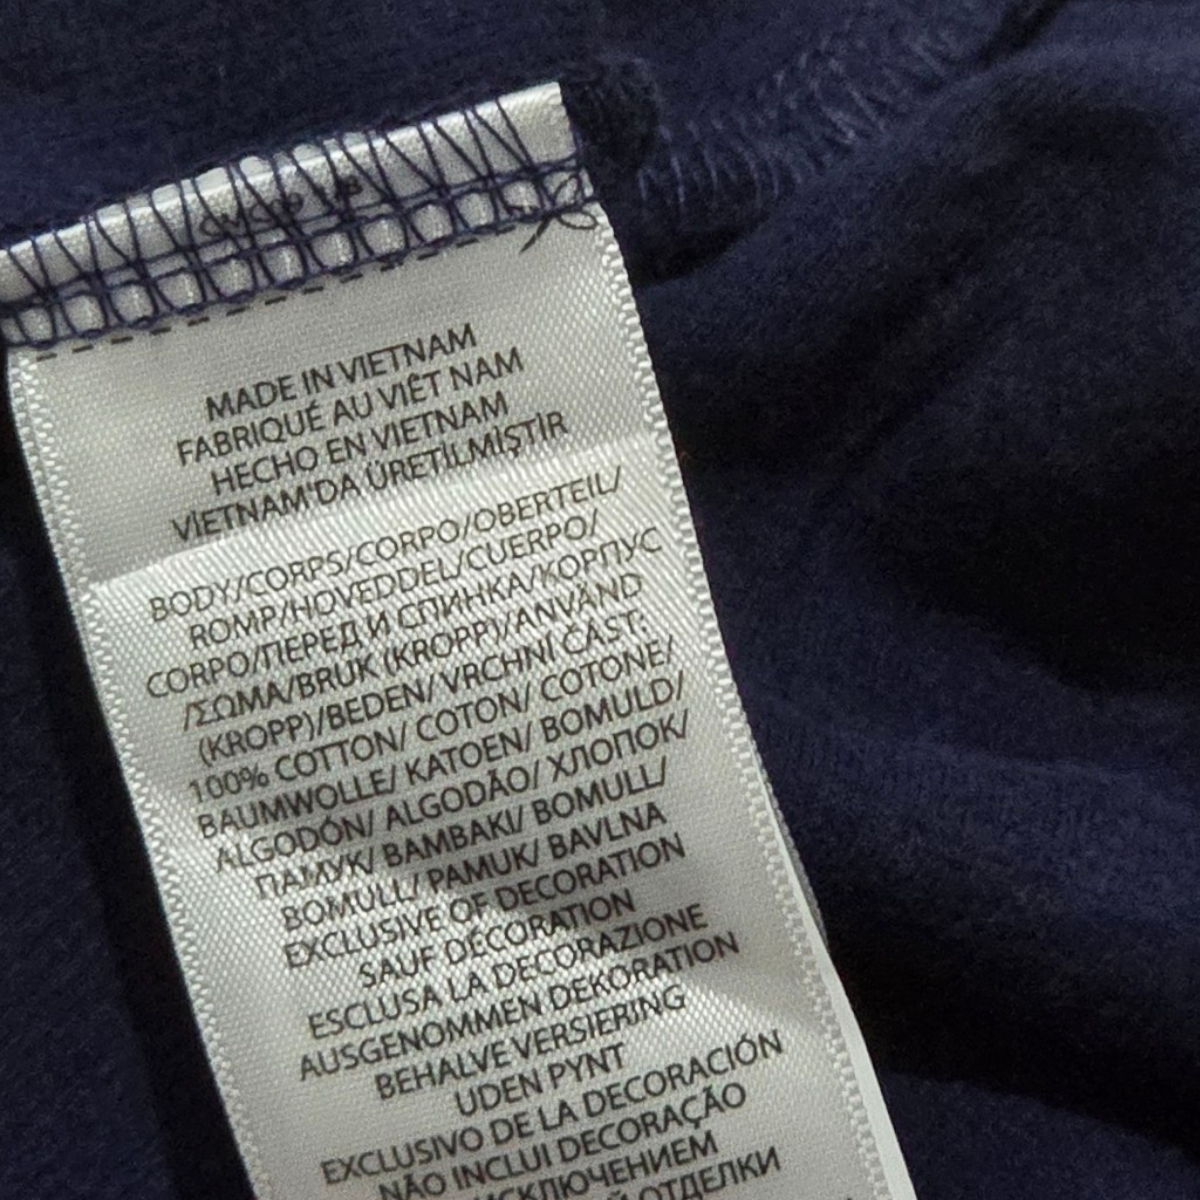 MADE IN VIETNAM
FABRIQUÉ AU VIÊT NAM
HECHO EN VIETNAM
VİETNAM'DA ÜRETİLMİŞTİR
BODY/CORPS/CORPO/OBERTEIL/
ROMP/HOVEDDEL/CUERPO/
CORPO/ПЕРЕД И СПИНКА/КОРПУС
/ΣΩΜΑ/BRUK (KROPP)/ANVÄND
(KROPP)/BEDEN/ VRCHNÍ ČÁST:
100% COTTON/ COTON/ COTONE/
BAUMWOLLE/ KATOEN/ BOMULD/
ALGODÓN/ ALGODÃO/ ХЛОПОК/
ПАМУК/ BAMBAKI/ BOMULL/
BOMULL/ PAMUK/ BAVLNA
EXCLUSIVE OF DECORATION
SAUF DÉCORATION
ESCLUSA LA DECORAZIONE
AUSGENOMMEN DEKORATION
BEHALVE VERSIERING
UDEN PYNT
EXCLUSIVO DE LA DECORACIÓN
NÃO INCLUI DECORAÇÃO
ИСКЛЮЧЕНИЕМ
ОТДЕЛКИ